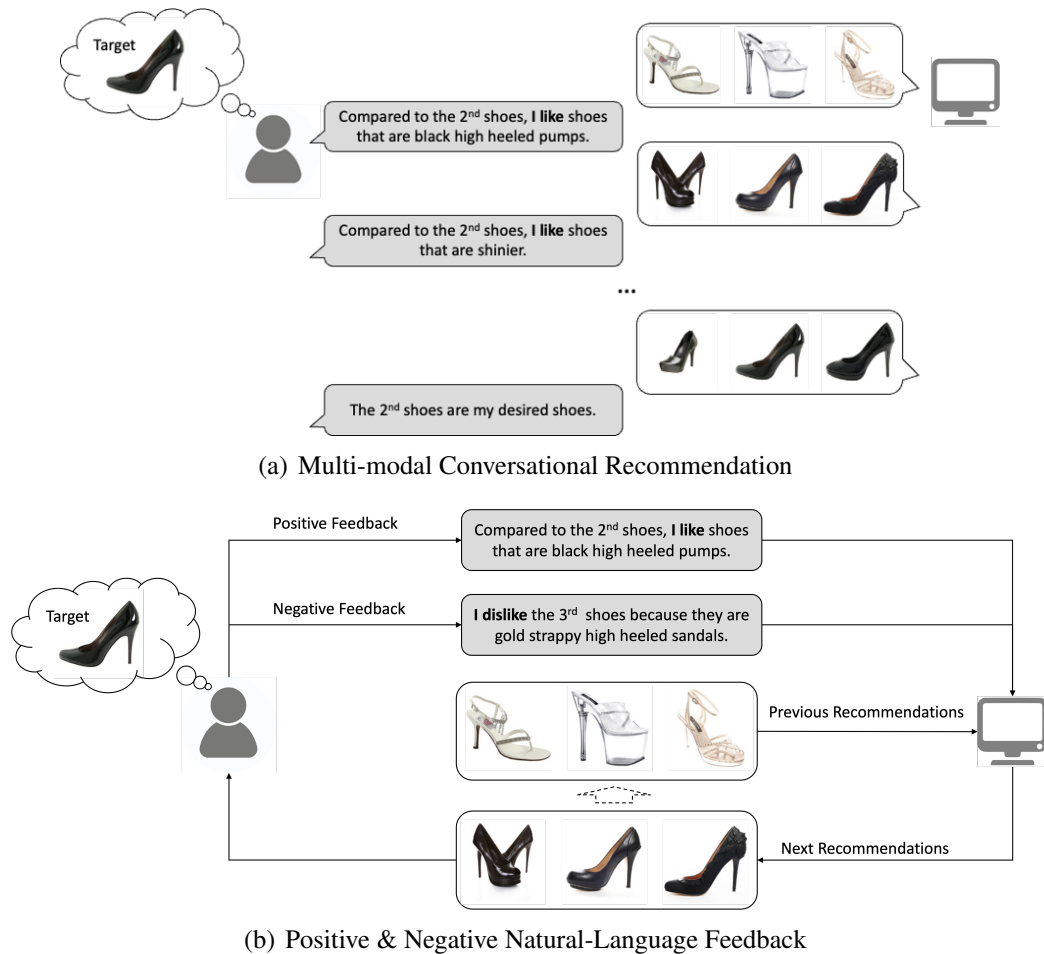 Target
Compared to the 2nd shoes, I like shoes
that are black high heeled pumps.
Compared to the 2nd shoes, I like shoes
that are shinier.
...
The 2nd shoes are my desired shoes.
(a) Multi-modal Conversational Recommendation
Positive Feedback
Compared to the 2nd shoes, I like shoes
that are black high heeled pumps.
Target
Negative Feedback
I dislike the 3rd shoes because they are
gold strappy high heeled sandals.
Previous Recommendations
Next Recommendations
(b) Positive & Negative Natural-Language Feedback